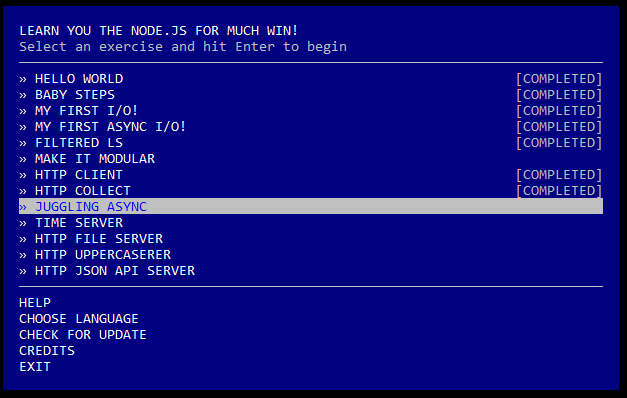 LEARN YOU THE NODE.JS FOR MUCH WIN!
Select an exercise and hit Enter to begin
» HELLO WORLD [COMPLETED]
» BABY STEPS [COMPLETED]
» MY FIRST I/O! [COMPLETED]
» MY FIRST ASYNC I/O! [COMPLETED]
» FILTERED LS [COMPLETED]
» MAKE IT MODULAR
» HTTP CLIENT [COMPLETED]
» HTTP COLLECT [COMPLETED]
» JUGGLING ASYNC
» TIME SERVER
» HTTP FILE SERVER
» HTTP UPPERCASERER
» HTTP JSON API SERVER
HELP
CHOOSE LANGUAGE
CHECK FOR UPDATE
CREDITS
EXIT